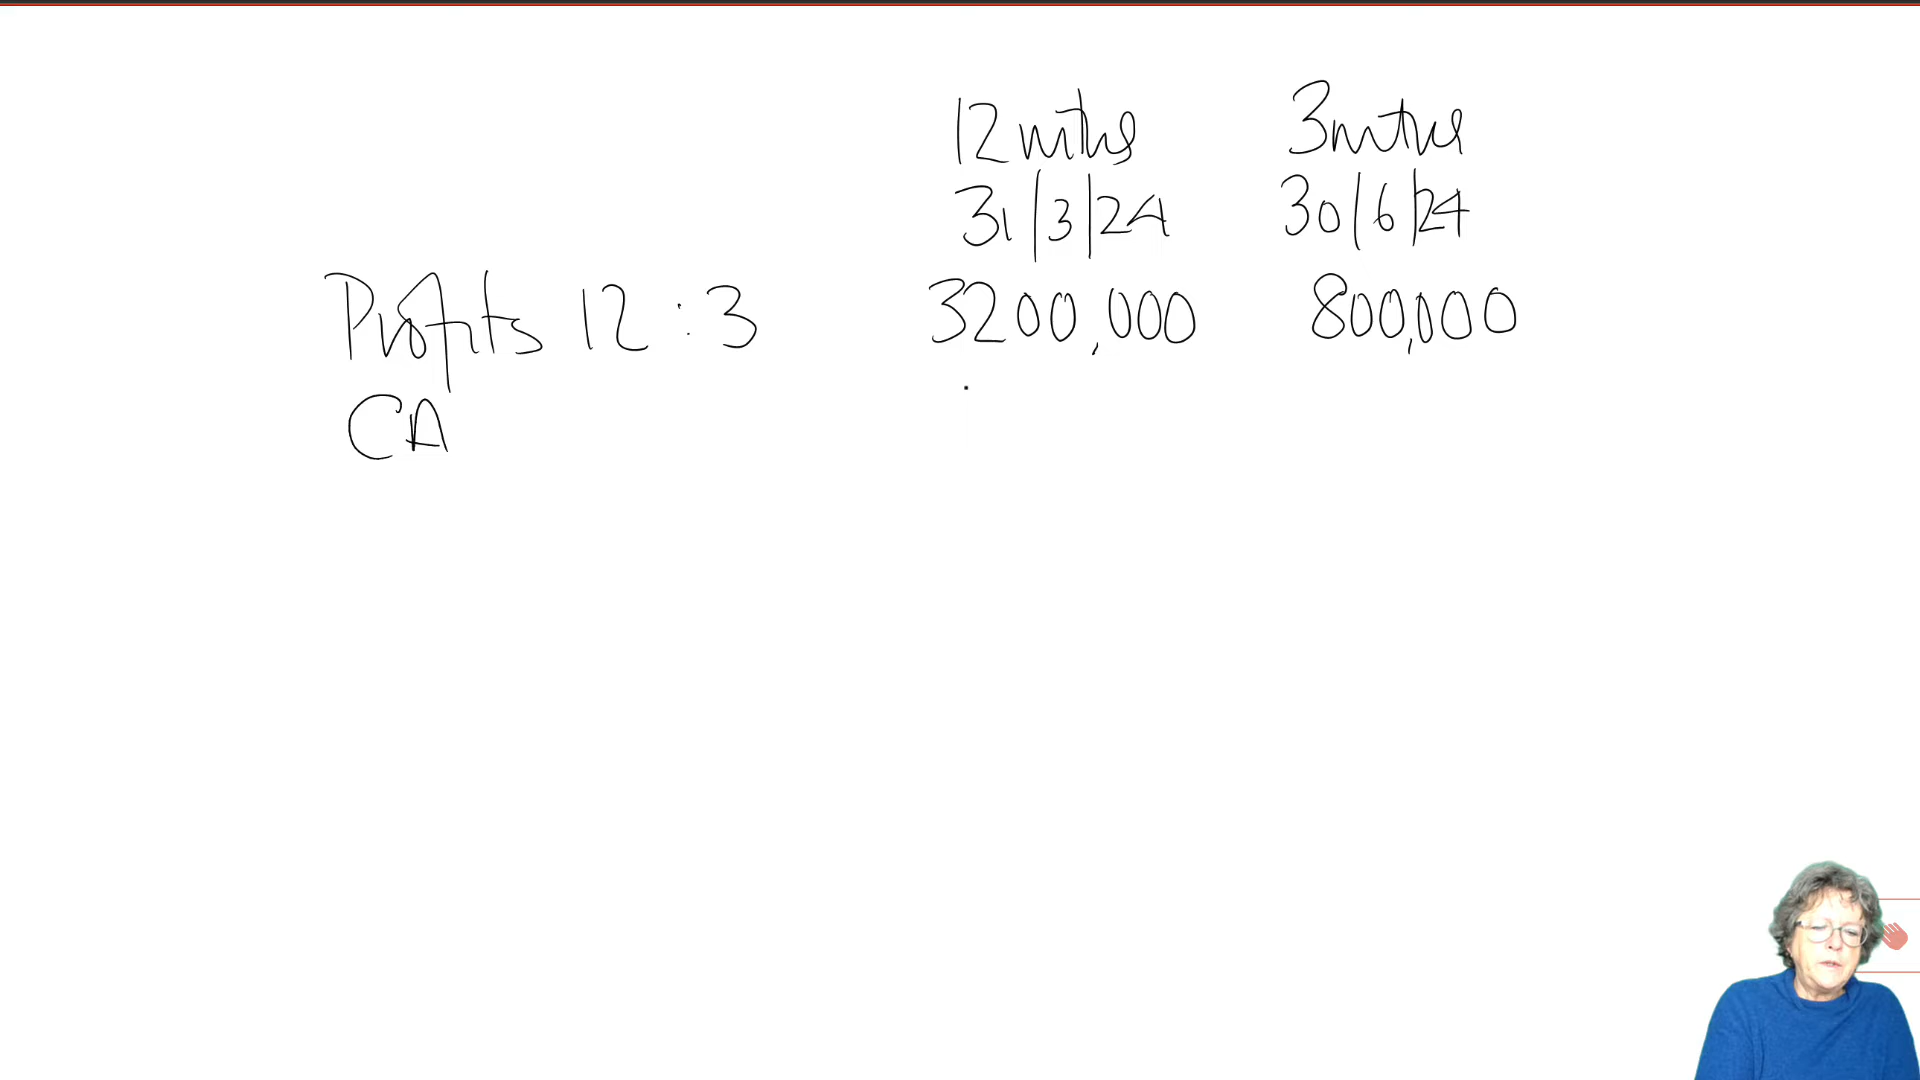 12 mths 3 mths
31/3/24 30/6/24
Profits 12 : 3 3200,000 800,000
CA